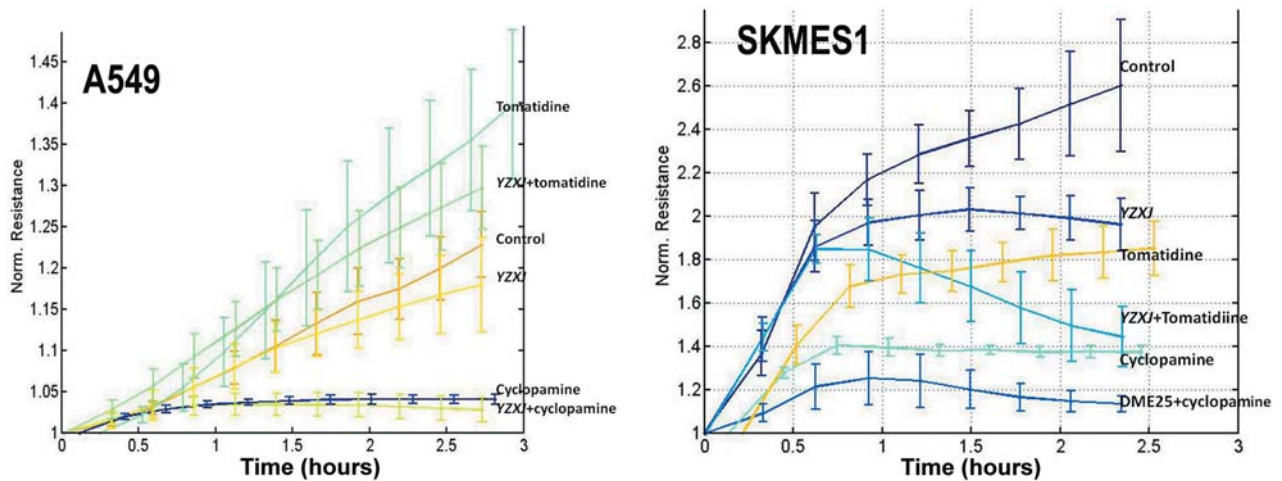 A549
Norm. Resistance
1.45
1.4
1.35
1.3
1.25
1.2
1.15
1.1
1.05
1
0
0.5
1
1.5
2
2.5
3
Time (hours)
Tomatidine
YZXJ+tomatidine
Control
YZXJ
Cyclopamine
YZXJ+cyclopamine
SKMES1
Norm. Resistance
2.8
2.6
2.4
2.2
2
1.8
1.6
1.4
1.2
1
0
0.5
1
1.5
2
2.5
3
Time (hours)
Control
YZXJ
Tomatidine
YZXJ+Tomatidiine
Cyclopamine
DME25+cyclopamine